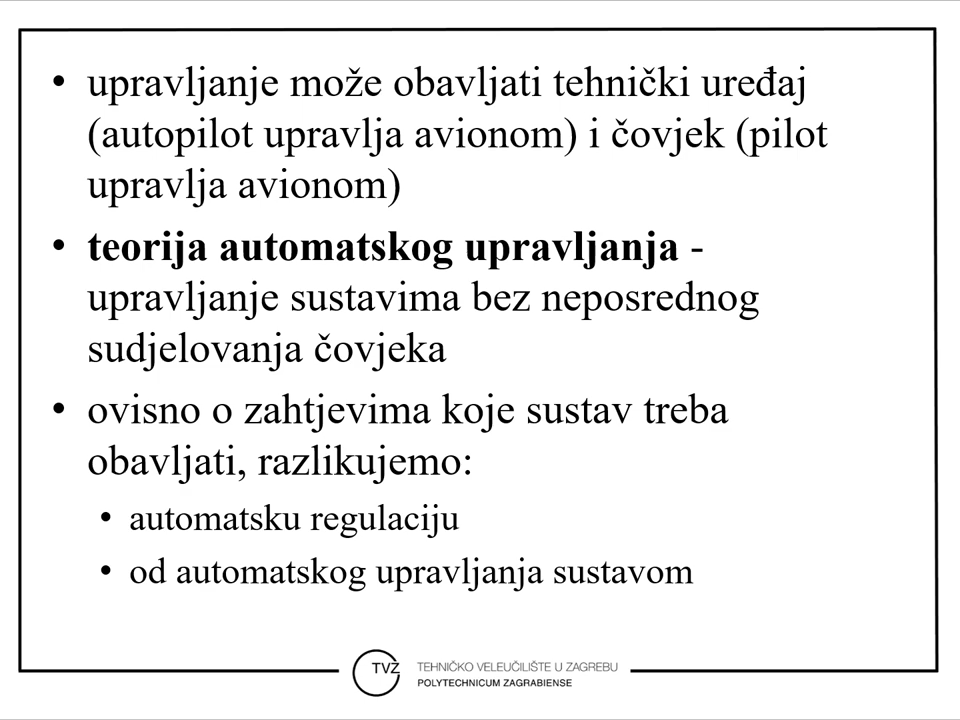 • upravljanje može obavljati tehnički uređaj
(autopilot upravlja avionom) i čovjek (pilot
upravlja avionom)
• teorija automatskog upravljanja -
upravljanje sustavima bez neposrednog
sudjelovanja čovjeka
• ovisno o zahtjevima koje sustav treba
obavljati, razlikujemo:
• automatsku regulaciju
• od automatskog upravljanja sustavom
TVZ
TEHNIČKO VELEUČILIŠTE U ZAGREBU
POLYTECHNICUM ZAGRABIENSE